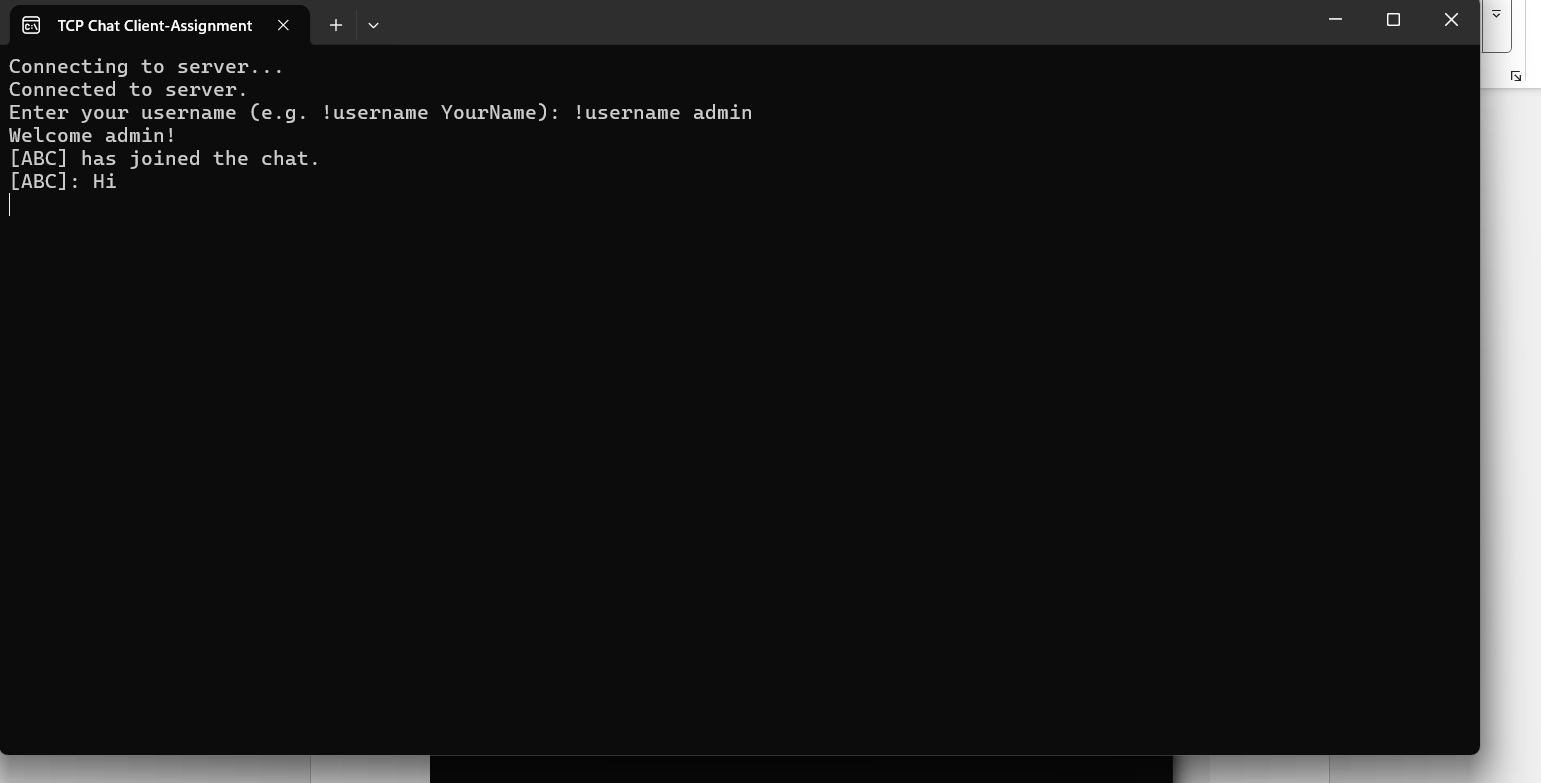 TCP Chat Client-Assignment
Connecting to server...
Connected to server.
Enter your username (e.g. !username YourName): !username admin
Welcome admin!
[ABC] has joined the chat.
[ABC]: Hi